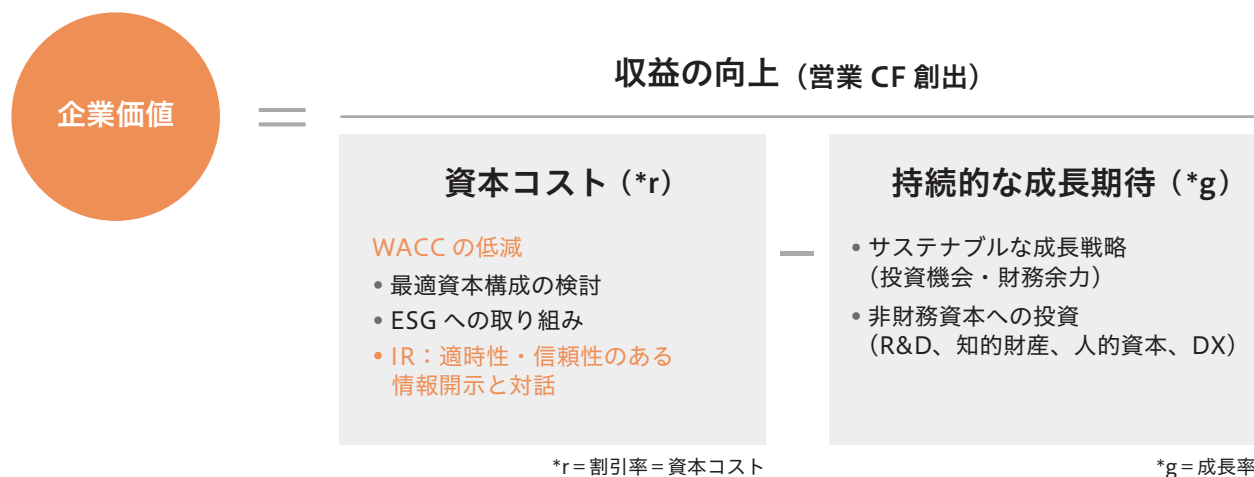 企業価値
=
収益の向上（営業 CF 創出）
資本コスト（*r）
WACC の低減
• 最適資本構成の検討
• ESG への取り組み
• IR：適時性・信頼性のある
情報開示と対話
*r＝割引率＝資本コスト
−
持続的な成長期待（*g）
• サステナブルな成長戦略
（投資機会・財務余力）
• 非財務資本への投資
（R&D、知的財産、人的資本、DX）
*g＝成長率